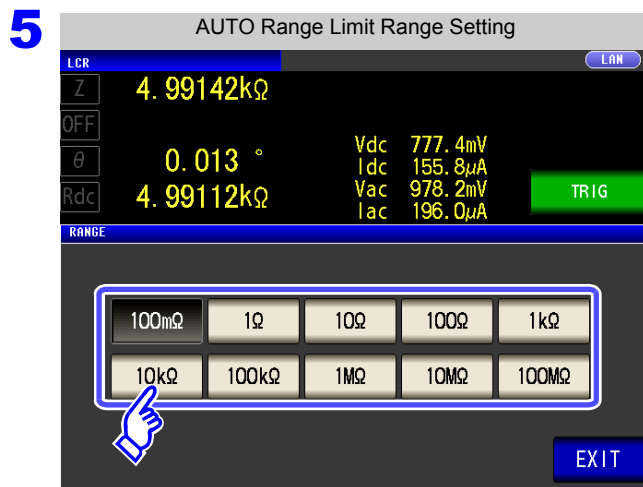 5
AUTO Range Limit Range Setting
LCR
LAN
Z 4.99142kΩ
OFF
θ 0.013 °
Rdc 4.99112kΩ
Vdc 777.4mV
Idc 155.8μA
Vac 978.2mV
Iac 196.0μA
TRIG
RANGE
100mΩ 1Ω 10Ω 100Ω 1kΩ
10kΩ 100kΩ 1MΩ 10MΩ 100MΩ
EXIT